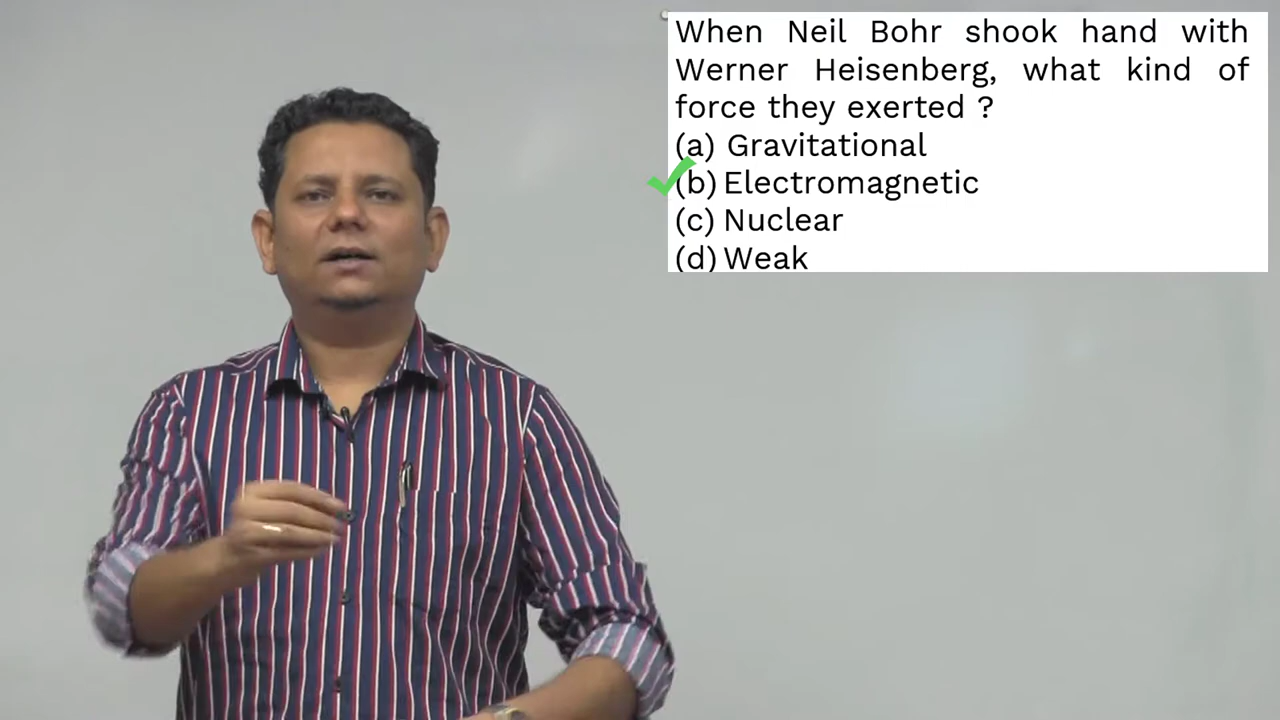 When Neil Bohr shook hand with
Werner Heisenberg, what kind of
force they exerted ?
(a) Gravitational
(b) Electromagnetic
(c) Nuclear
(d) Weak